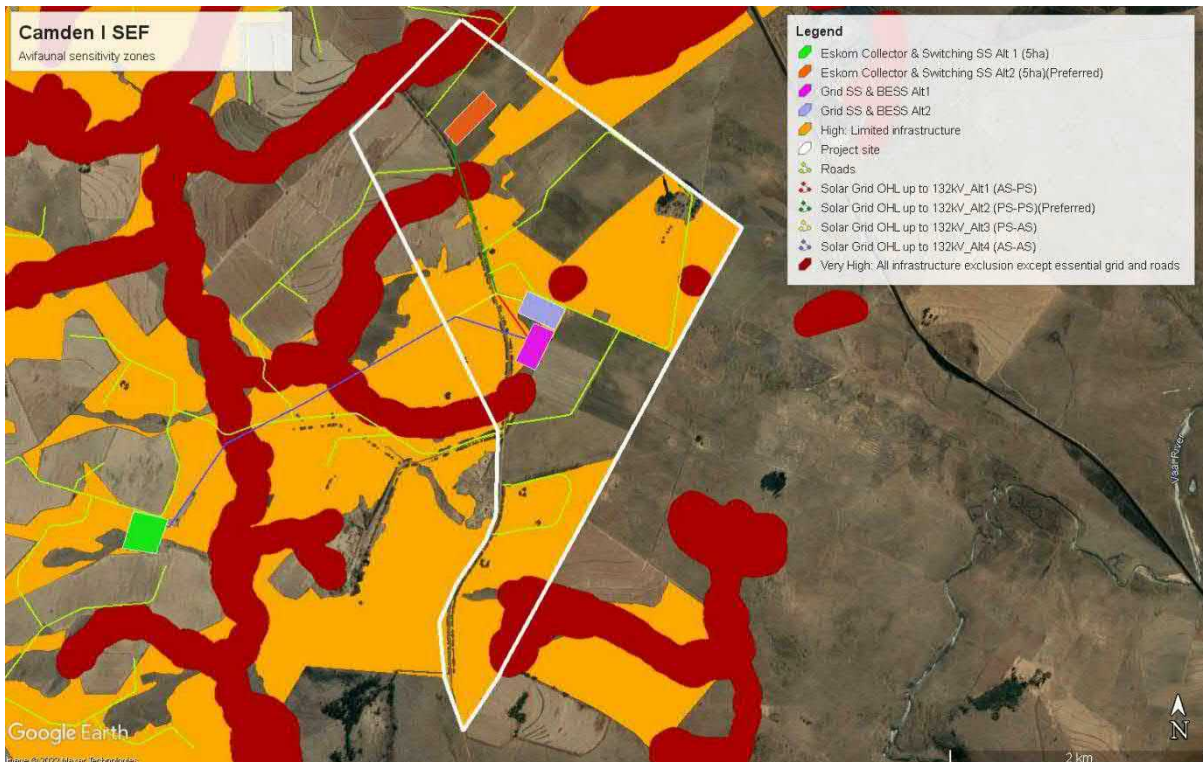 Camden I SEF
Avifaunal sensitivity zones
Legend
Eskom Collector & Switching SS Alt 1 (5ha)
Eskom Collector & Switching SS Alt2 (5ha)(Preferred)
Grid SS & BESS Alt1
Grid SS & BESS Alt2
High: Limited infrastructure
Project site
Roads
Solar Grid OHL up to 132kV_Alt1 (AS-PS)
Solar Grid OHL up to 132kV_Alt2 (PS-PS)(Preferred)
Solar Grid OHL up to 132kV_Alt3 (PS-AS)
Solar Grid OHL up to 132kV_Alt4 (AS-AS)
Very High: All infrastructure exclusion except essential grid and roads
Vaal River
Google Earth
N
2 km